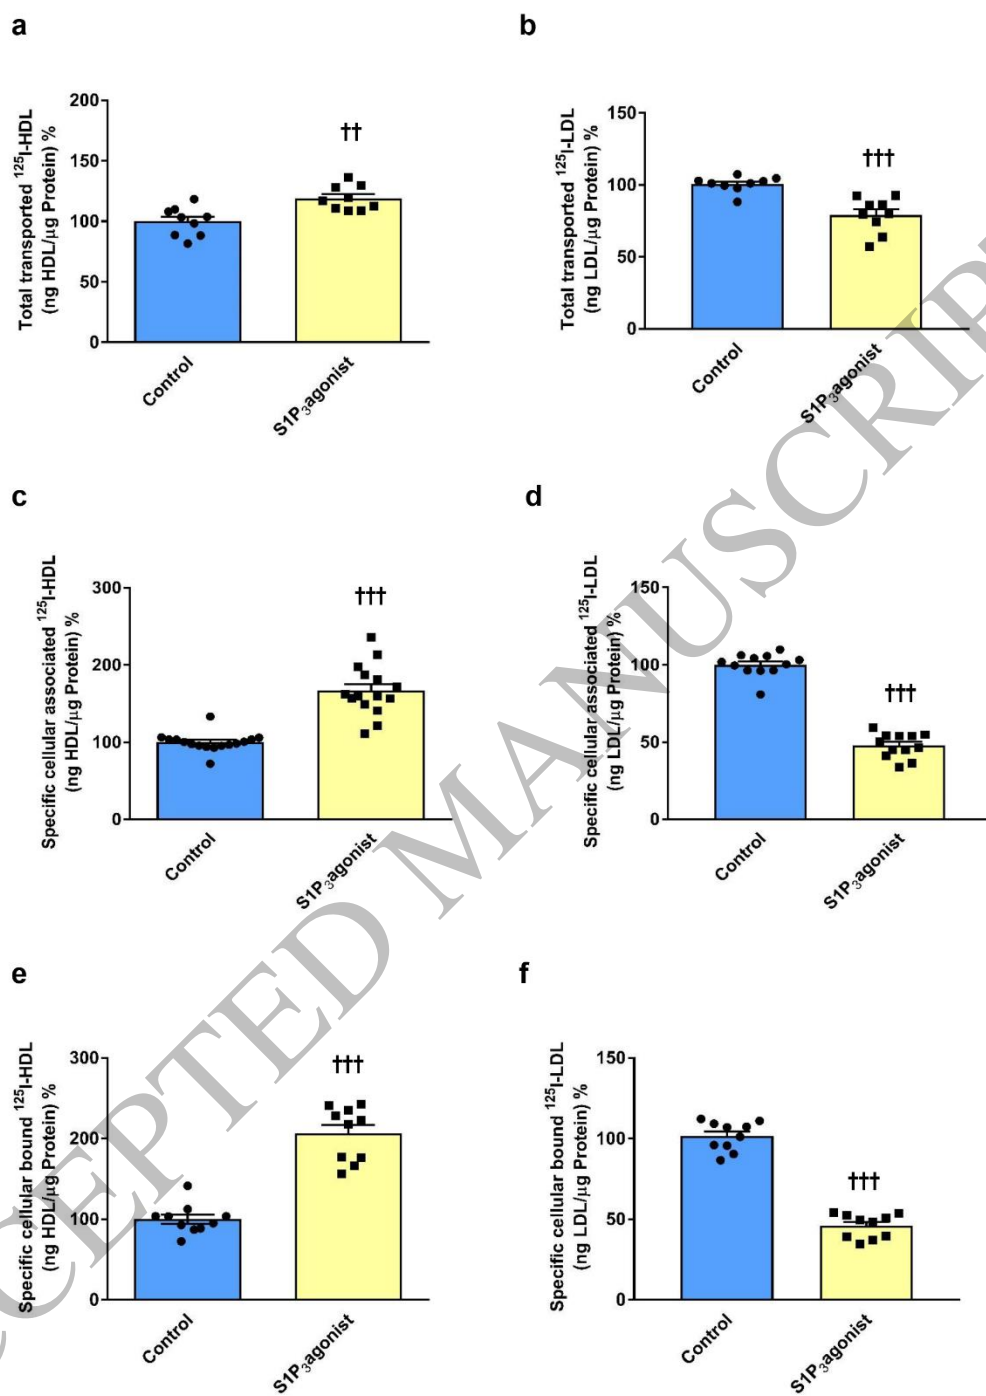 a
Total transported ¹²⁵I-HDL
(ng HDL/µg Protein) %
200
150
100
50
0
††
Control
S1P₃agonist
b
Total transported ¹²⁵I-LDL
(ng LDL/µg Protein) %
150
100
50
0
†††
Control
S1P₃agonist
c
Specific cellular associated ¹²⁵I-HDL
(ng HDL/µg Protein) %
300
200
100
0
†††
Control
S1P₃agonist
d
Specific cellular associated ¹²⁵I-LDL
(ng LDL/µg Protein) %
150
100
50
0
†††
Control
S1P₃agonist
e
Specific cellular bound ¹²⁵I-HDL
(ng HDL/µg Protein) %
300
200
100
0
†††
Control
S1P₃agonist
f
Specific cellular bound ¹²⁵I-LDL
(ng LDL/µg Protein) %
150
100
50
0
†††
Control
S1P₃agonist
CCEPTED MANUSCRIPT